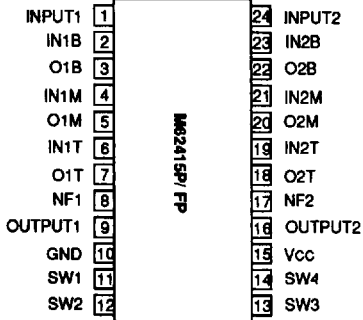 INPUT1 1 24 INPUT2
IN1B 2 23 IN2B
O1B 3 22 O2B
IN1M 4 21 IN2M
O1M 5 20 O2M
IN1T 6 19 IN2T
O1T 7 18 O2T
NF1 8 17 NF2
OUTPUT1 9 16 OUTPUT2
GND 10 15 Vcc
SW1 11 14 SW4
SW2 12 13 SW3
M62415P/ FP